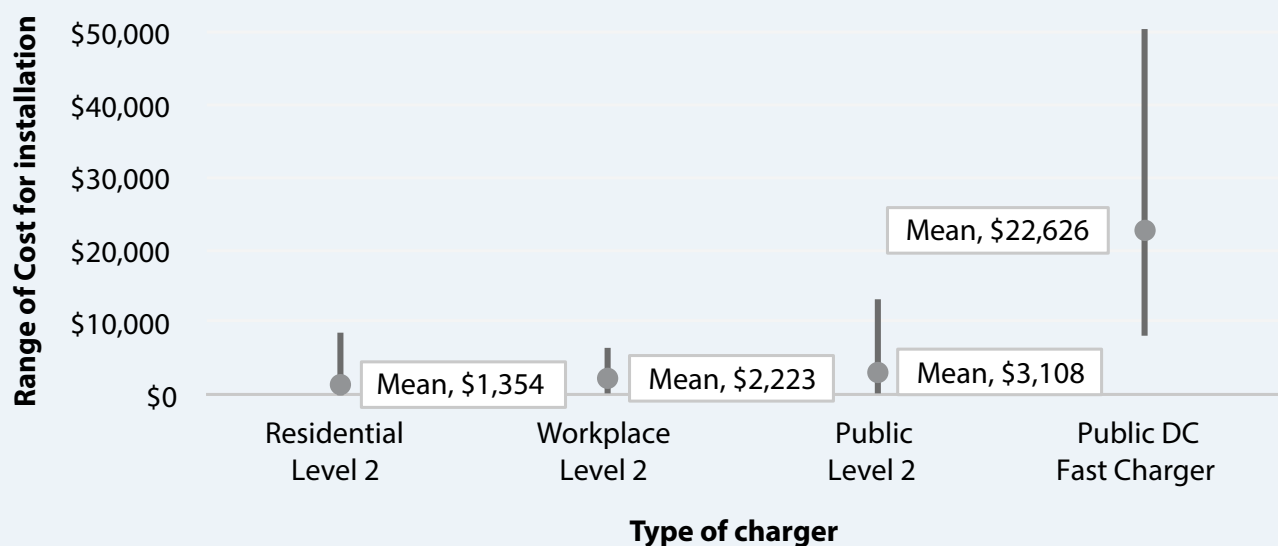 Range of Cost for installation
$50,000
$40,000
$30,000
$20,000
$10,000
$0
Mean, $1,354
Mean, $2,223
Mean, $3,108
Mean, $22,626
Residential
Level 2
Workplace
Level 2
Public
Level 2
Public DC
Fast Charger
Type of charger